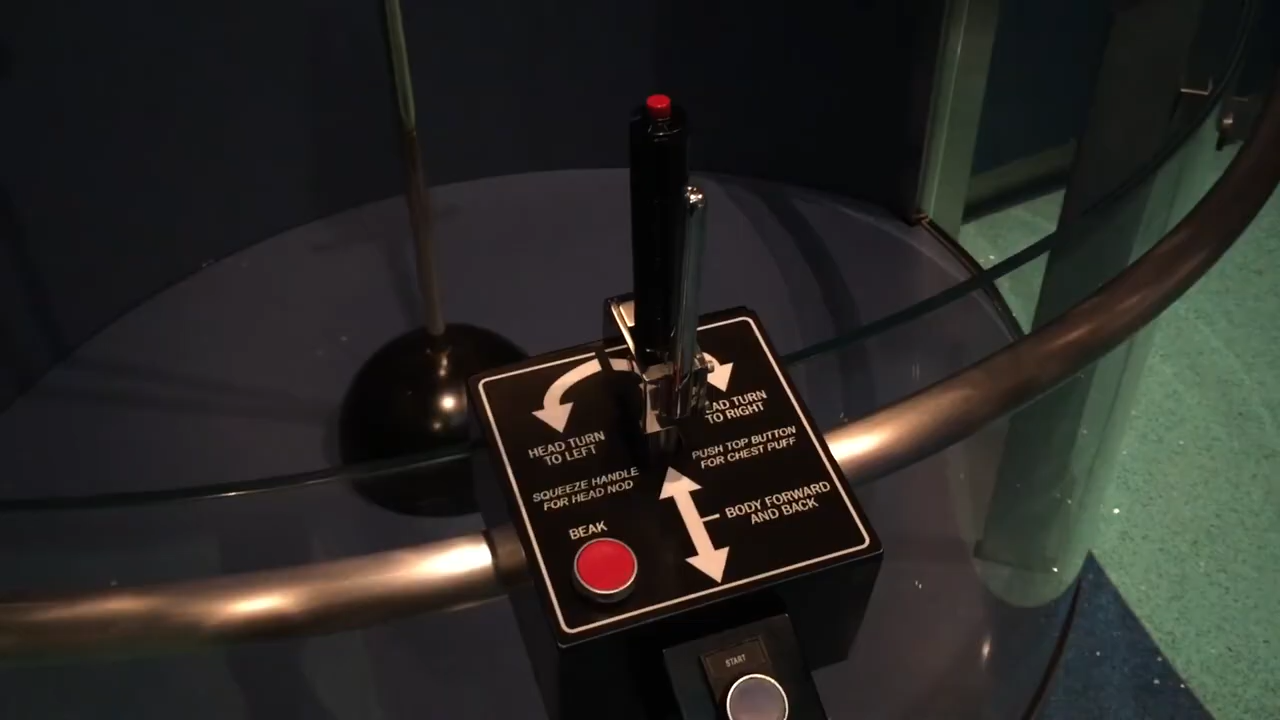 HEAD TURN
TO LEFT
EAD TURN
TO RIGHT
SQUEEZE HANDLE
FOR HEAD NOD
PUSH TOP BUTTON
FOR CHEST PUFF
BEAK
BODY FORWARD
AND BACK
START